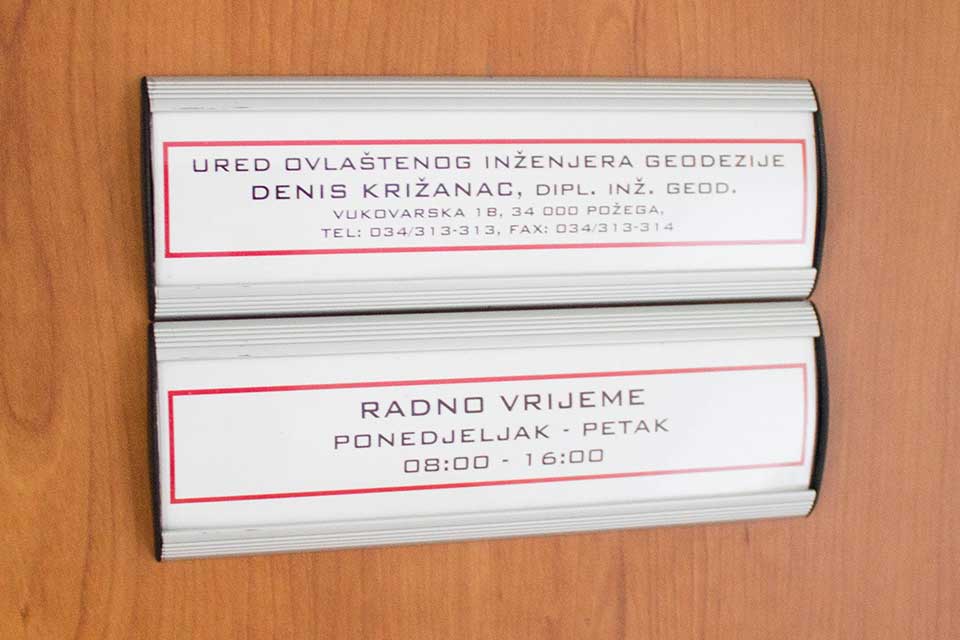 URED OVLAŠTENOG INŽENJERA GEODEZIJE
DENIS KRIŽANAC, DIPL. INŽ. GEOD.
VUKOVARSKA 1B, 34 000 POŽEGA,
TEL: 034/313-313, FAX: 034/313-314
RADNO VRIJEME
PONEDJELJAK - PETAK
08:00 - 16:00